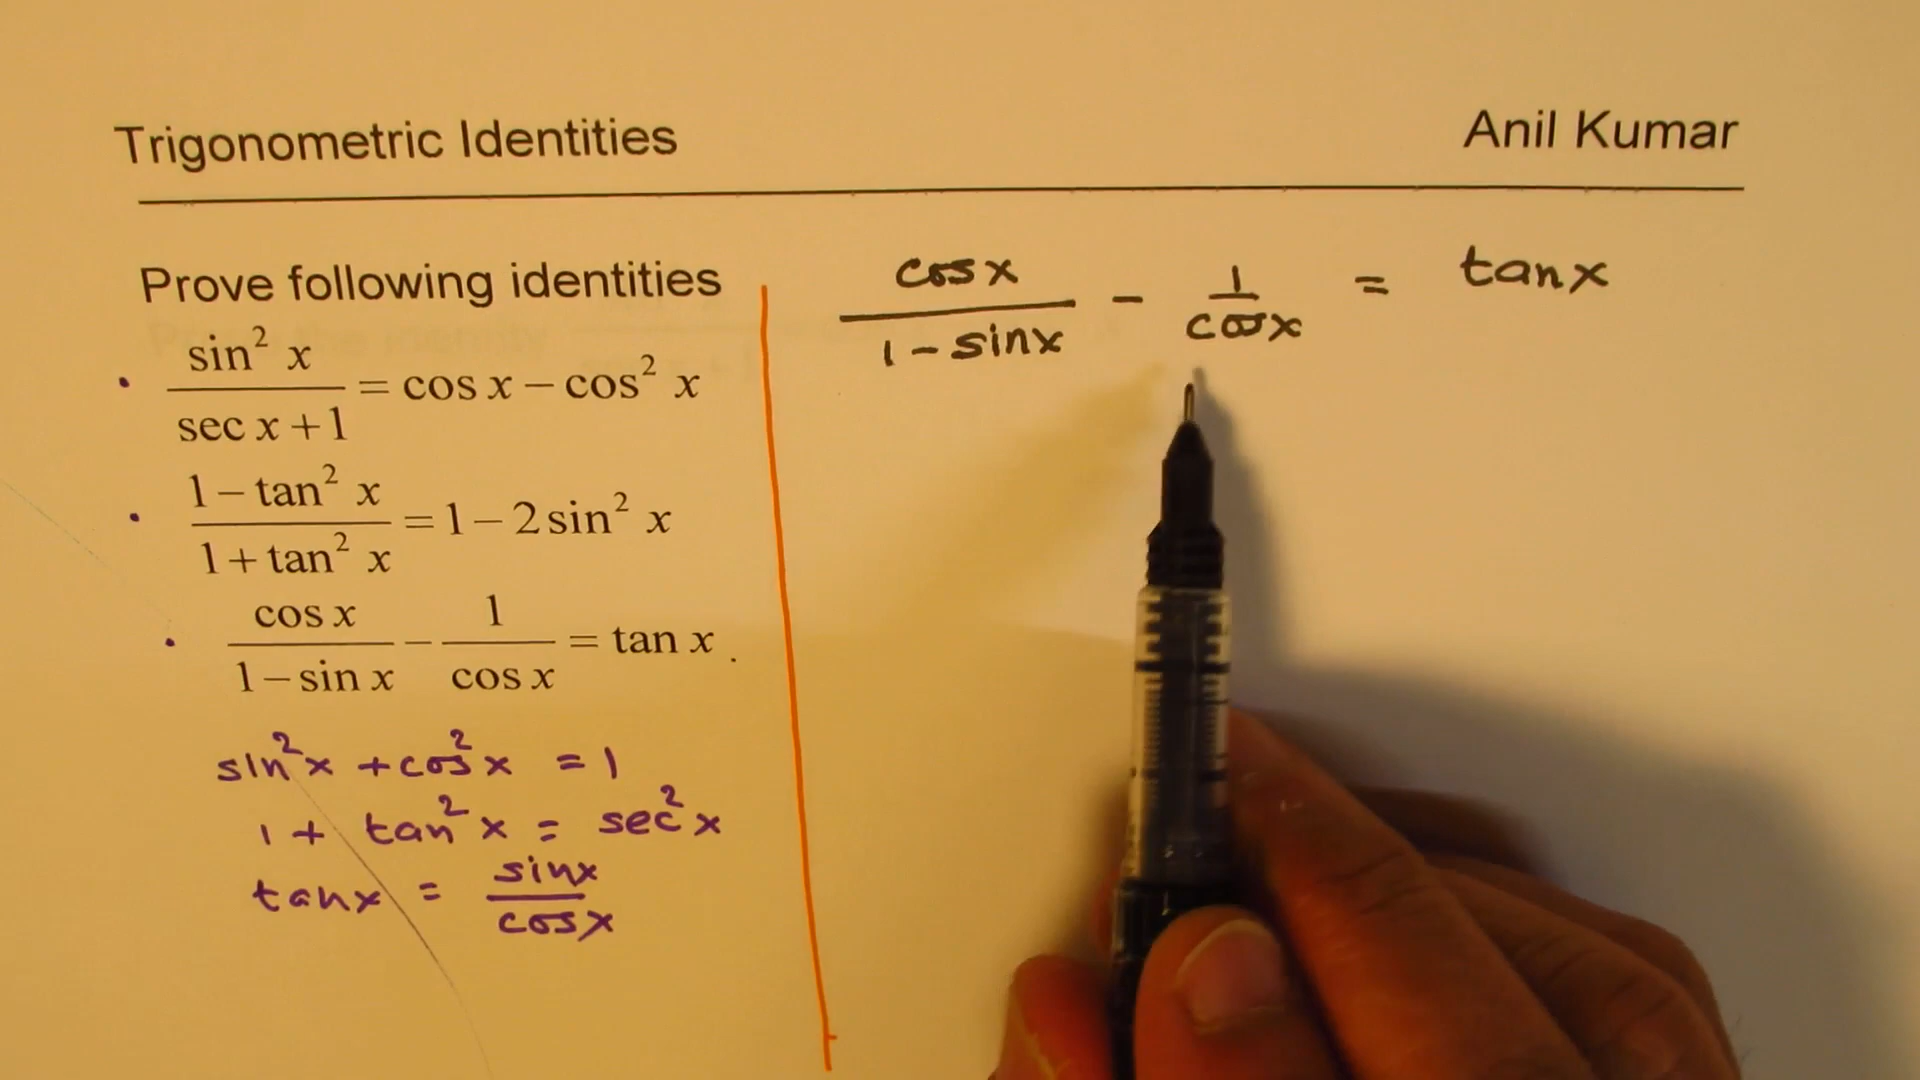 Trigonometric Identities
Anil Kumar
Prove following identities
• sin² x / (sec x + 1) = cos x − cos² x
• (1 − tan² x) / (1 + tan² x) = 1 − 2 sin² x
• cos x / (1 − sin x) − 1 / cos x = tan x .
sin²x + cos²x = 1
1 + tan²x = sec²x
tanx = sinx / cosx
cosx / (1 − sinx) − 1 / cosx = tanx